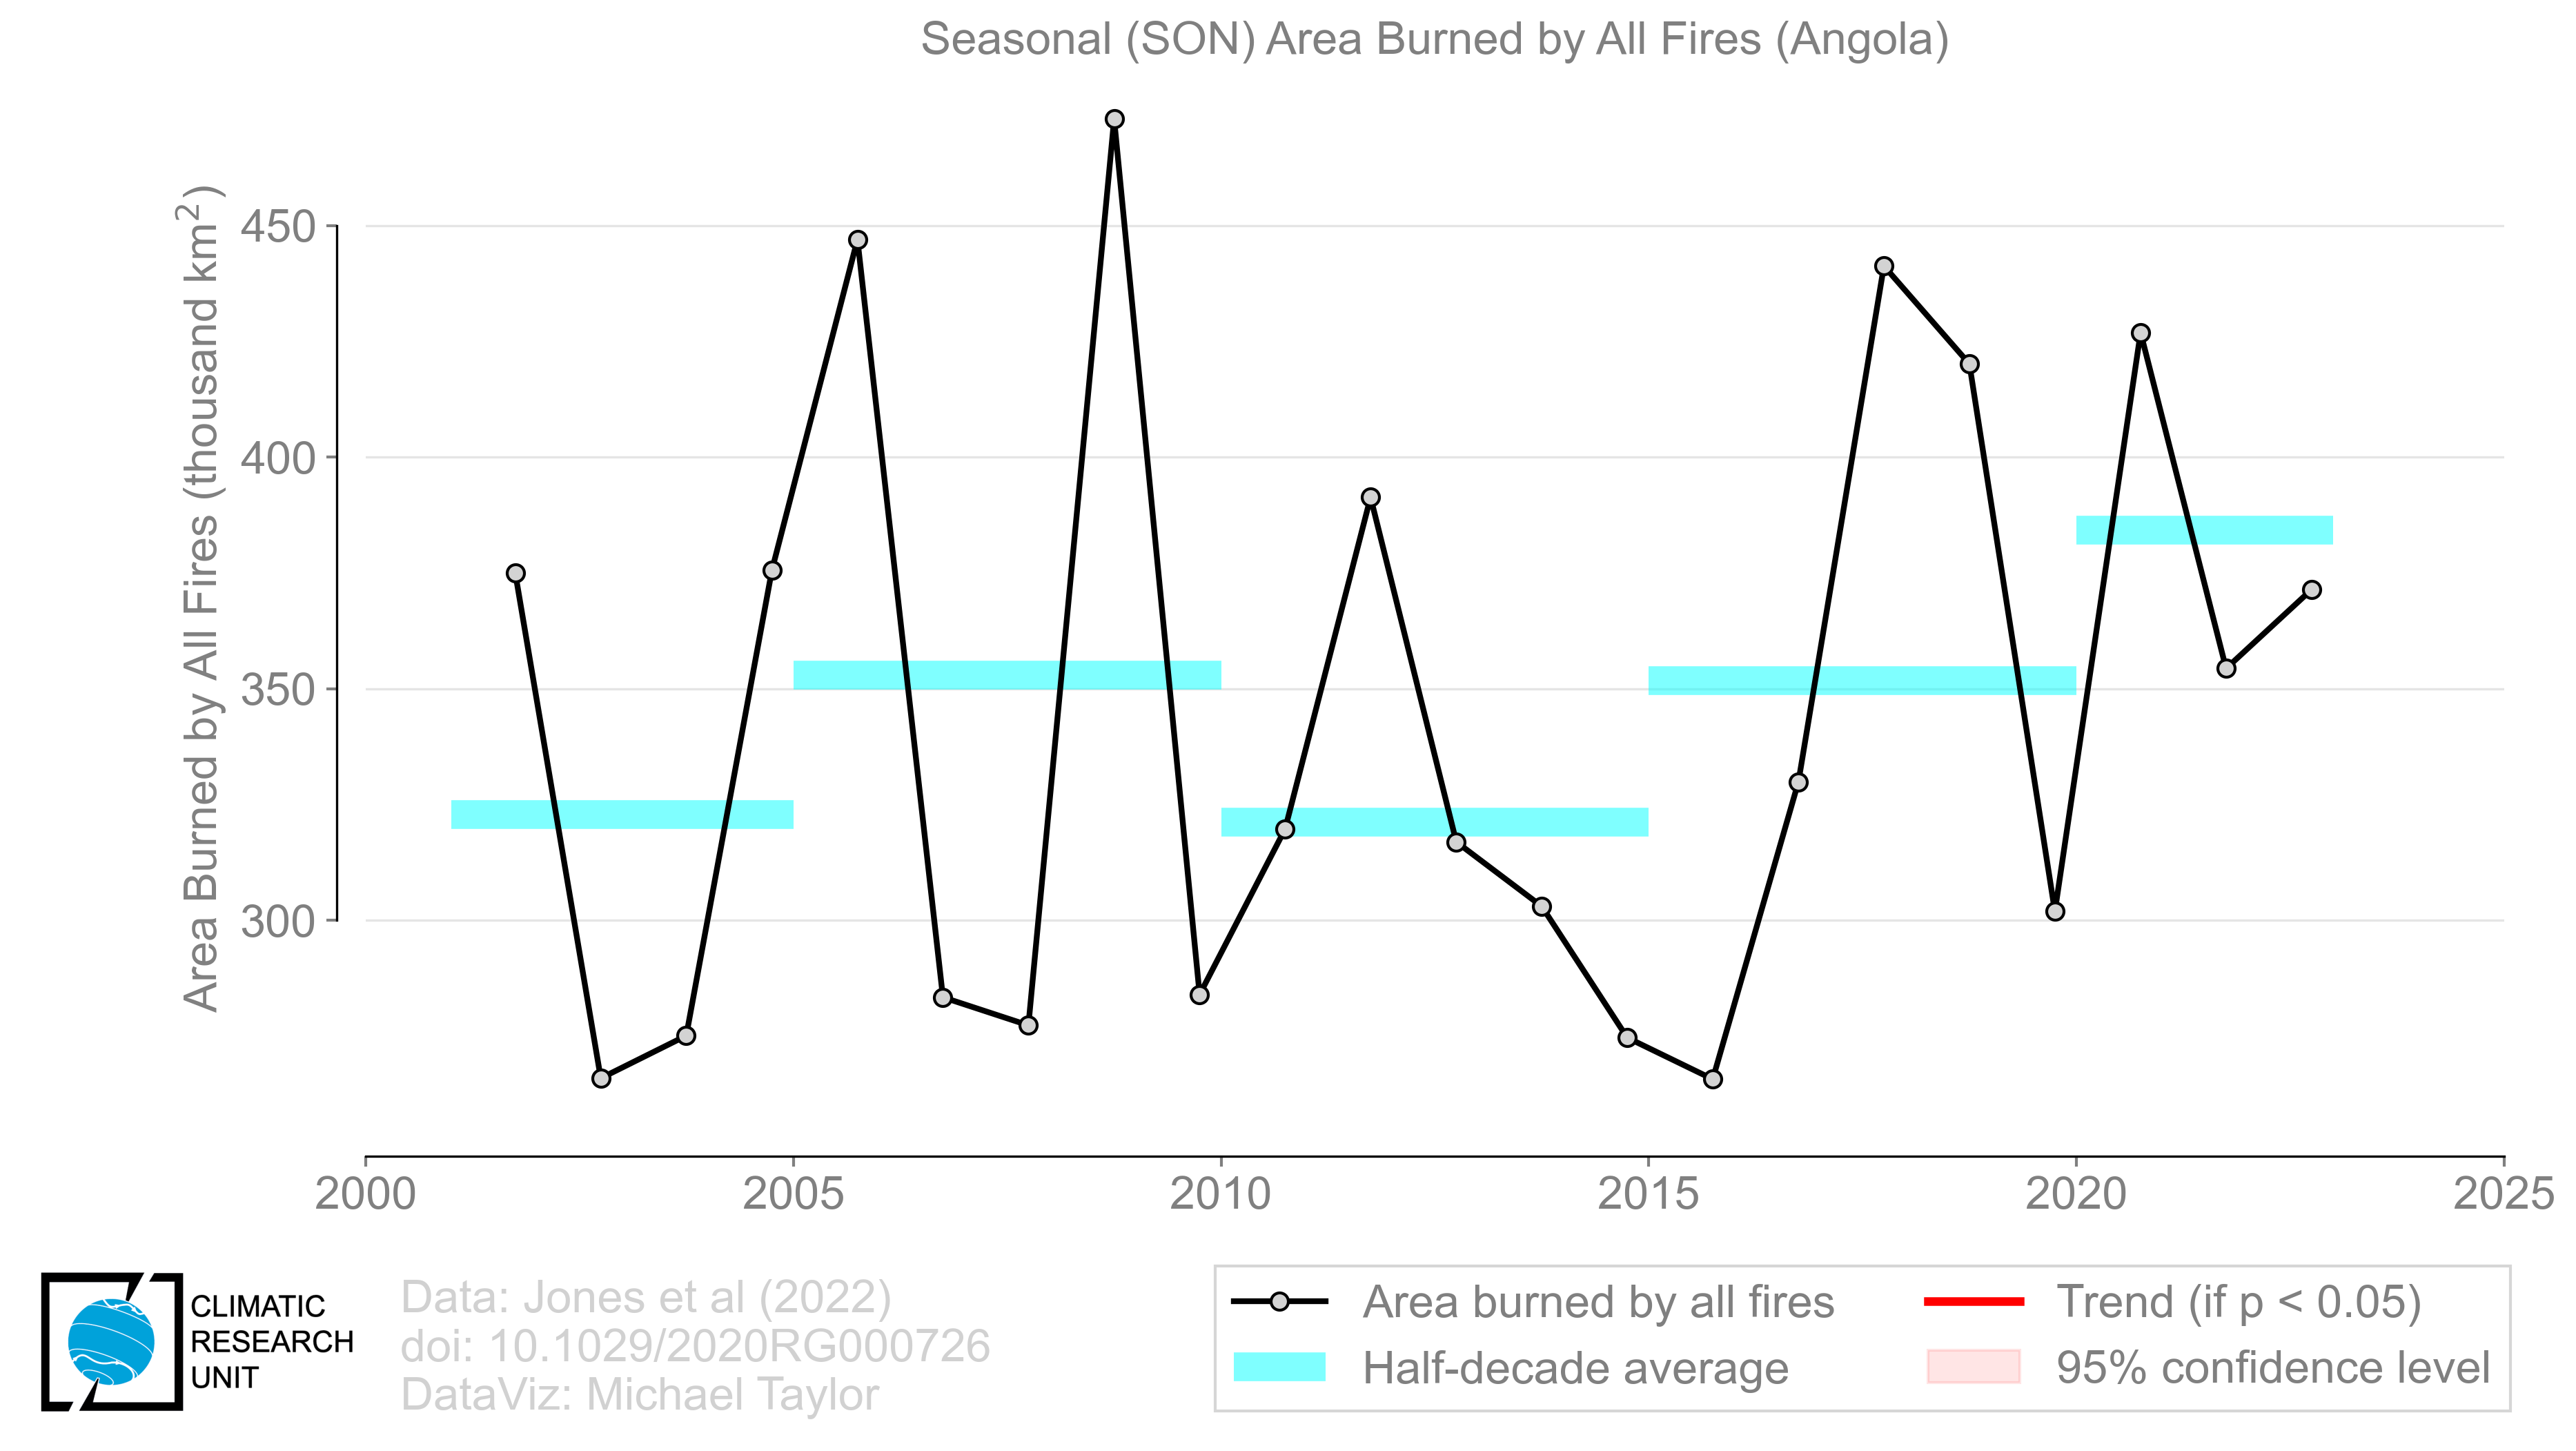 Seasonal (SON) Area Burned by All Fires (Angola)
Area Burned by All Fires (thousand km²)
450
400
350
300
2000
2005
2010
2015
2020
2025
CLIMATIC
RESEARCH
UNIT
Data: Jones et al (2022)
doi: 10.1029/2020RG000726
DataViz: Michael Taylor
Area burned by all fires
Half-decade average
Trend (if p < 0.05)
95% confidence level